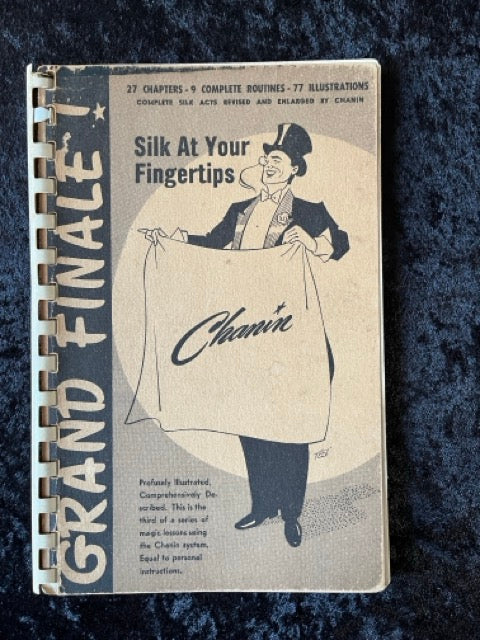 27 CHAPTERS - 9 COMPLETE ROUTINES - 77 ILLUSTRATIONS
COMPLETE SILK ACTS REVISED AND ENLARGED BY CHANIN
Silk At Your
Fingertips
GRAND FINALE!
Chanin
Profusely Illustrated,
Comprehensively De-
scribed. This is the
third of a series of
magic lessons using
the Chanin system.
Equal to personal
instructions.